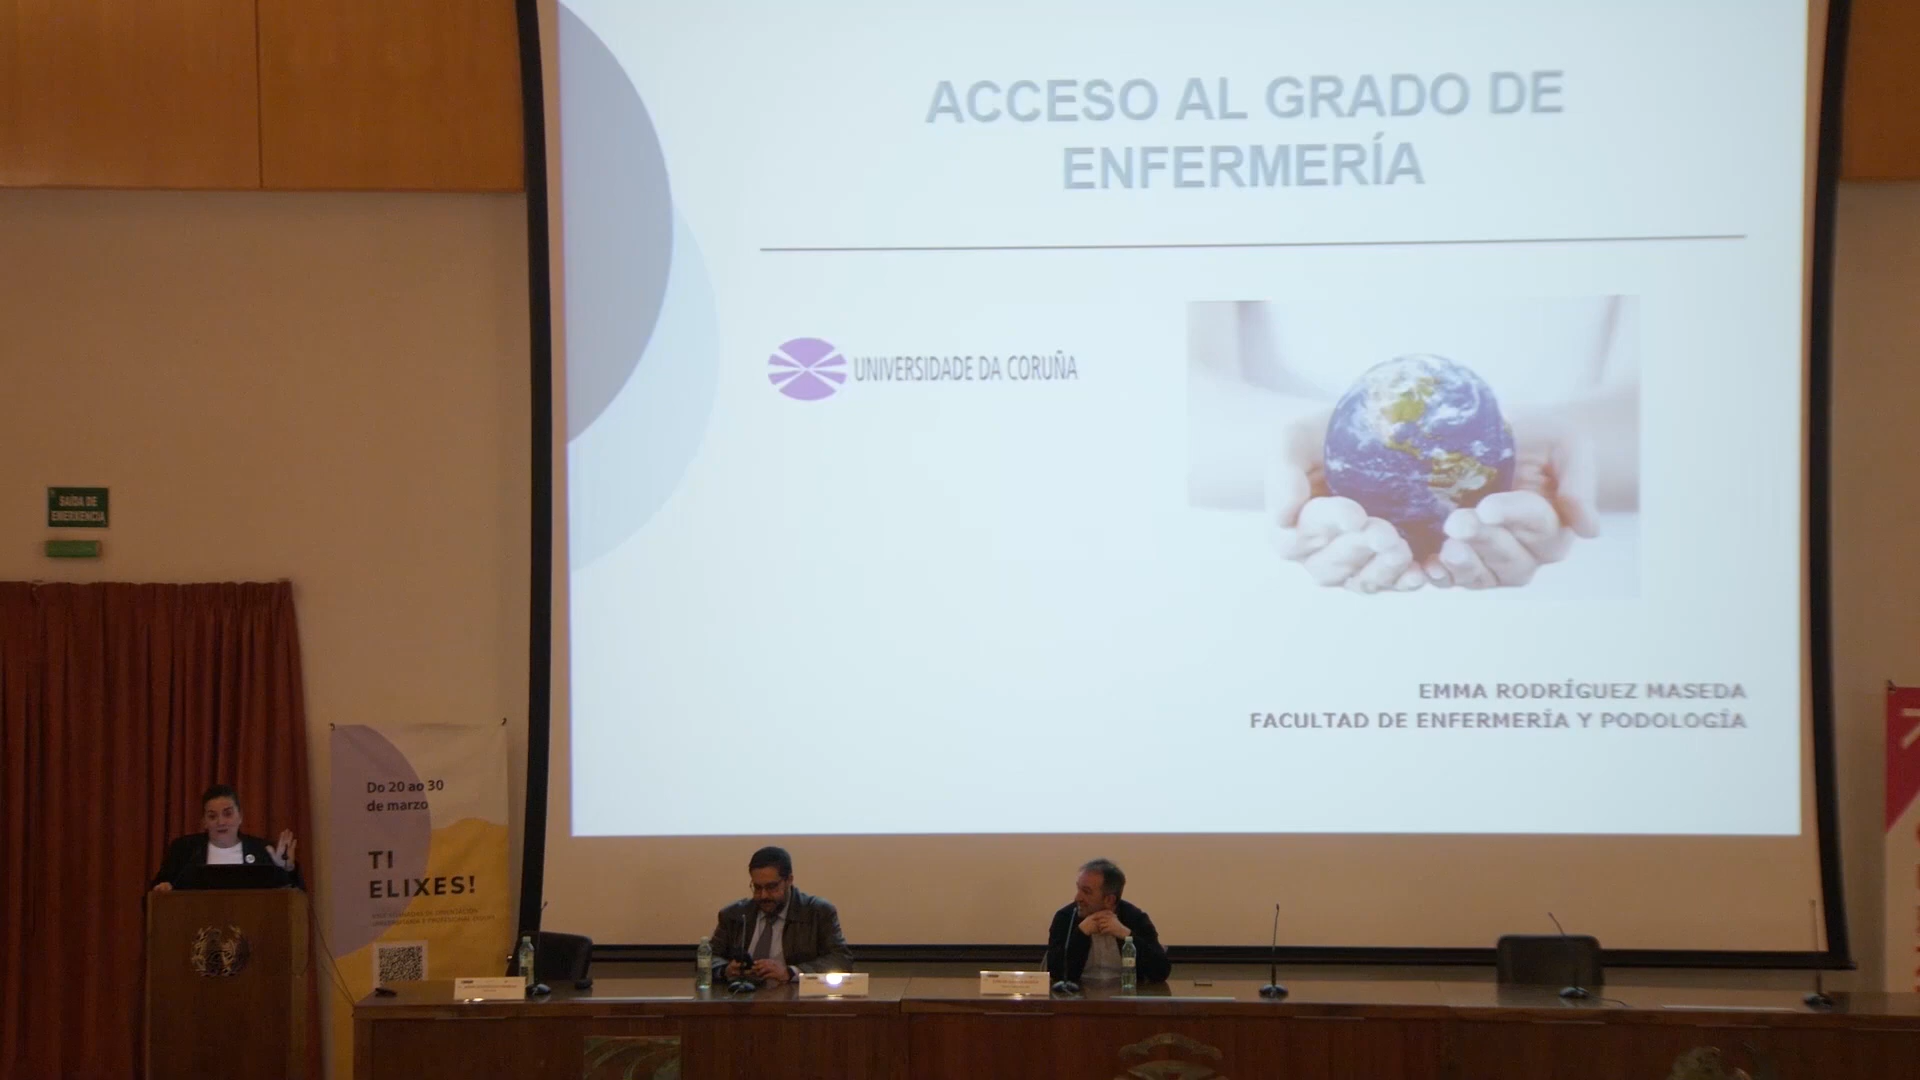 ACCESO AL GRADO DE
ENFERMERÍA
UNIVERSIDADE DA CORUÑA
EMMA RODRÍGUEZ MASEDA
FACULTAD DE ENFERMERÍA Y PODOLOGÍA
SAÍDA DE
EMERXENCIA
Do 20 ao 30
de marzo
TI
ELIXES!